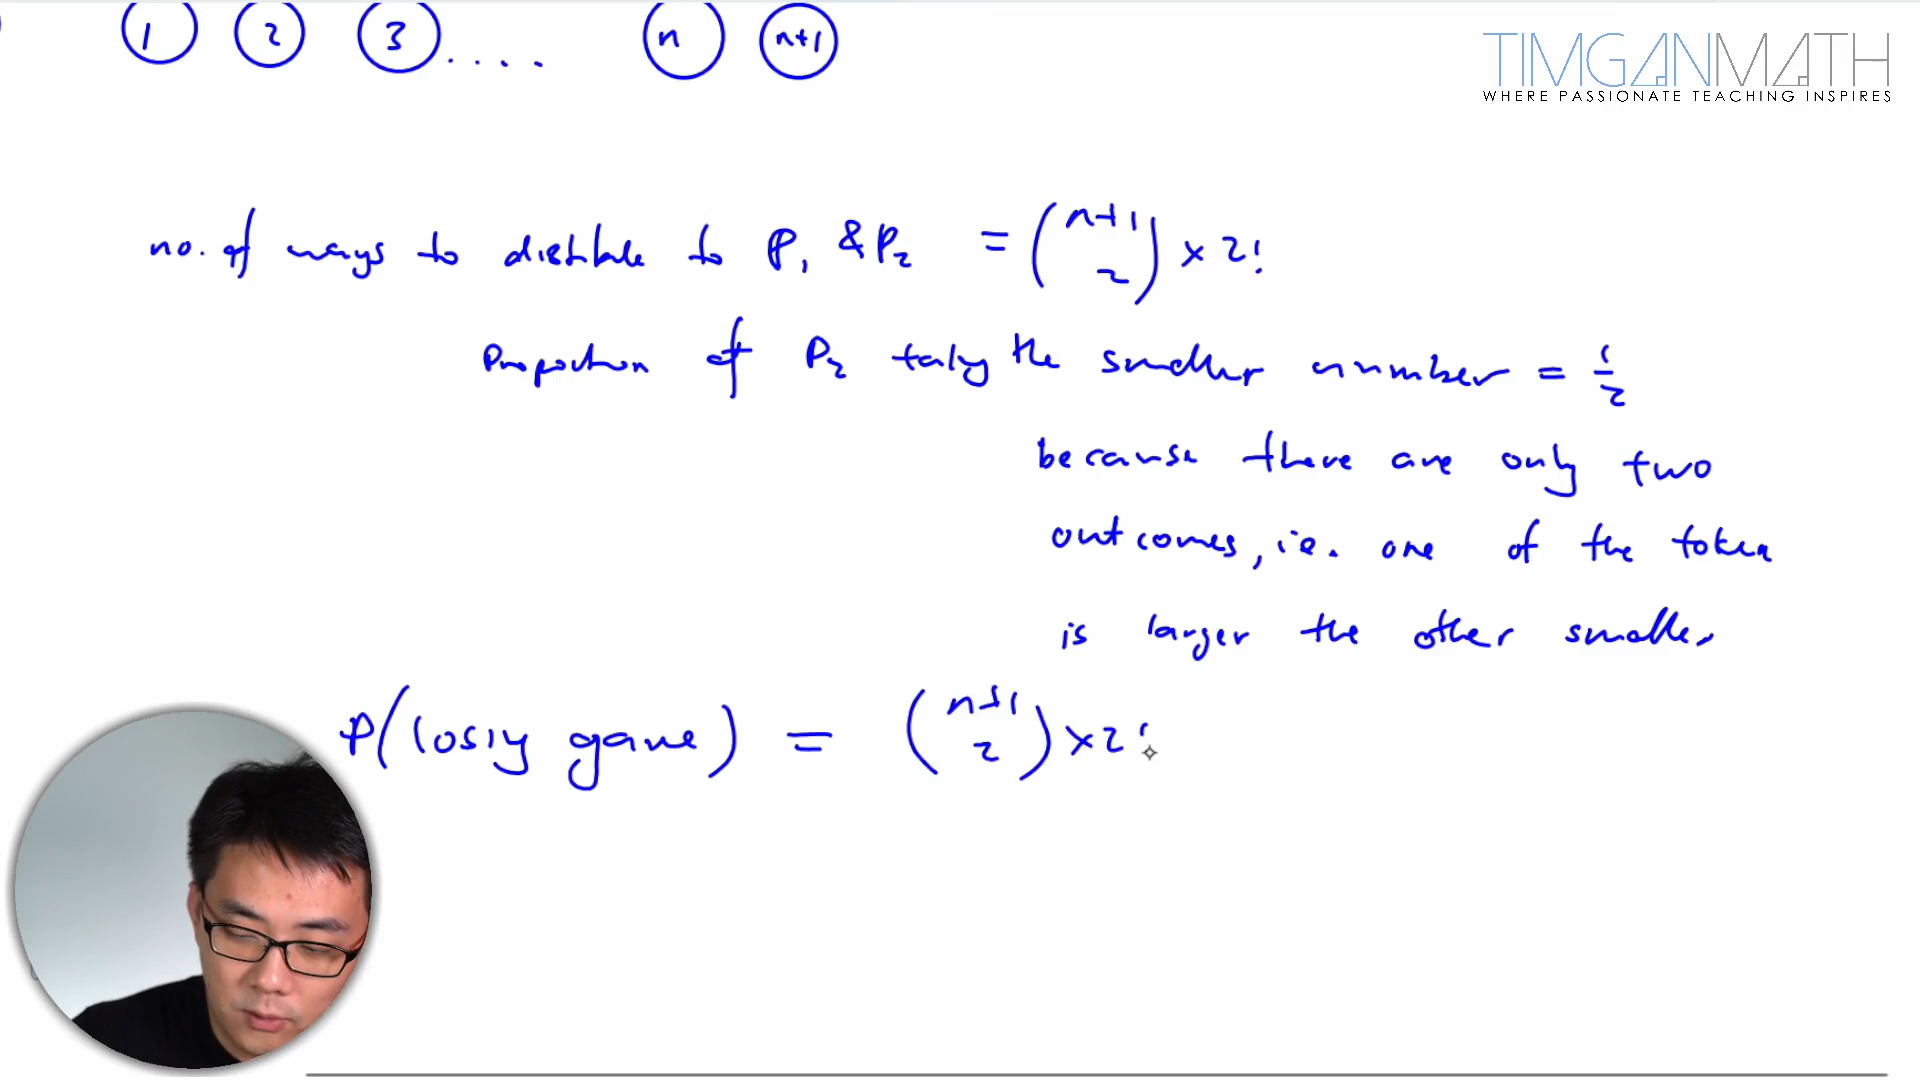 1 2 3 .... n n+1
TIMGANMATH
WHERE PASSIONATE TEACHING INSPIRES
no. of ways to distribute to P₁ & P₂ = (n+1 2) × 2!
Proportion of P₂ taking the smaller number = 1/2
because there are only two
outcomes, i.e. one of the token
is larger the other smaller
P(losing game) = (n+1 2) × 2!